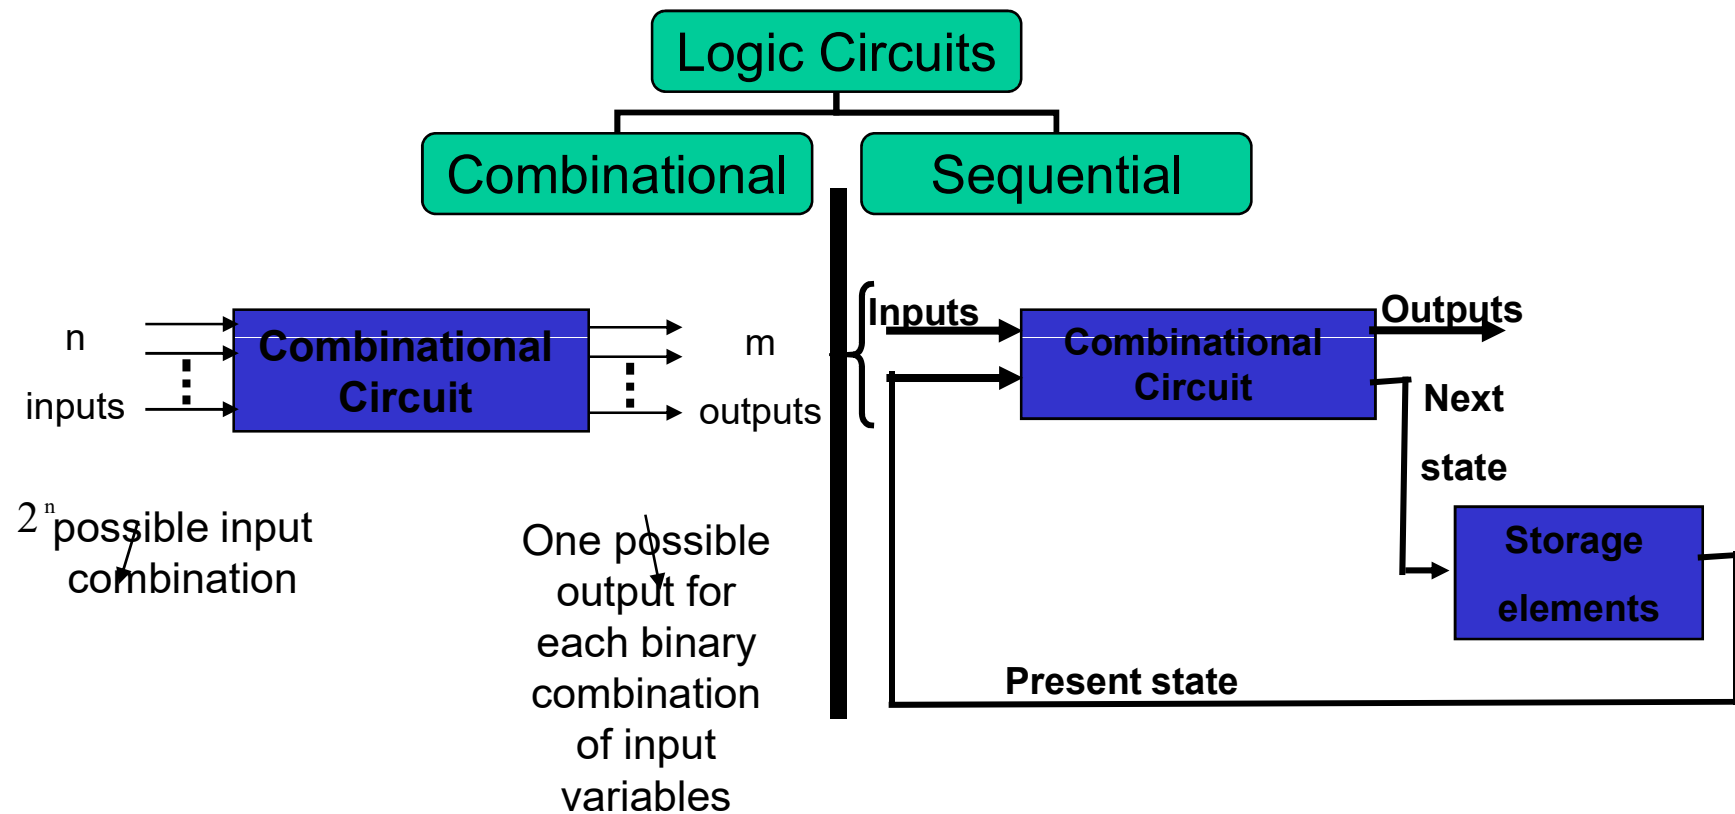 Logic Circuits
Combinational
Sequential
n
inputs
Combinational
Circuit
m
outputs
2 n possible input
combination
One possible
output for
each binary
combination
of input
variables
Inputs
Combinational
Circuit
Outputs
Next
state
Storage
elements
Present state